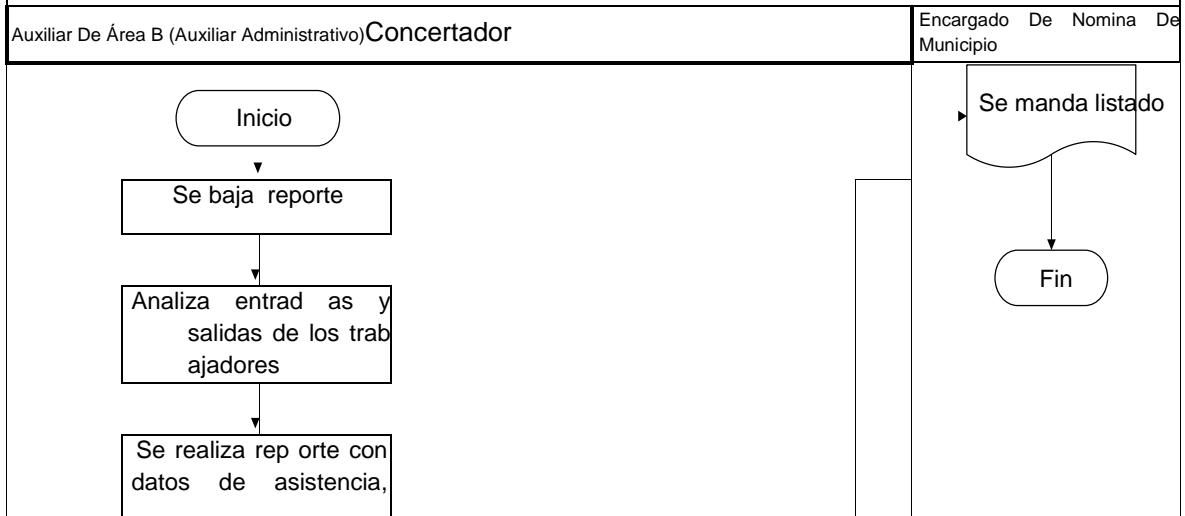 Auxiliar De Área B (Auxiliar Administrativo)Concertador
Encargado De Nomina De
Municipio
Inicio
Se baja reporte
Analiza entrad as y
salidas de los trab
ajadores
Se realiza rep orte con
datos de asistencia,
Se manda listado
Fin